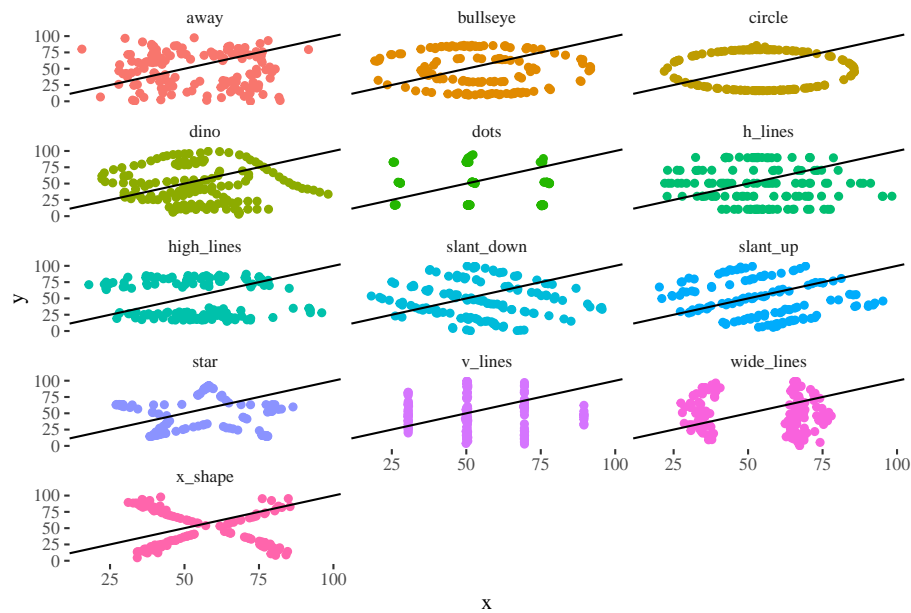 away bullseye circle
100
75
50
25
0
dino dots h_lines
100
75
50
25
0
high_lines slant_down slant_up
100
75
50
25
0
y
star v_lines wide_lines
100
75
50
25
0
25 50 75 100 25 50 75 100
x_shape
100
75
50
25
0
25 50 75 100
x